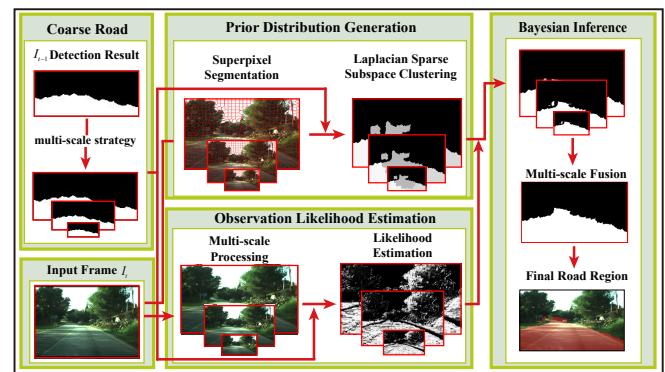 Coarse Road
I_{t-1} Detection Result
multi-scale strategy
Input Frame I_t
Prior Distribution Generation
Superpixel
Segmentation
Laplacian Sparse
Subspace Clustering
Observation Likelihood Estimation
Multi-scale
Processing
Likelihood
Estimation
Bayesian Inference
Multi-scale Fusion
Final Road Region